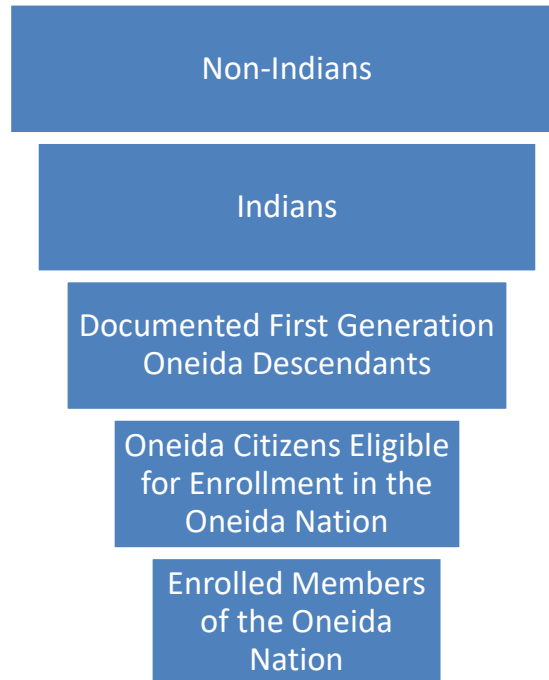 Non-Indians
Indians
Documented First Generation
Oneida Descendants
Oneida Citizens Eligible
for Enrollment in the
Oneida Nation
Enrolled Members
of the Oneida
Nation